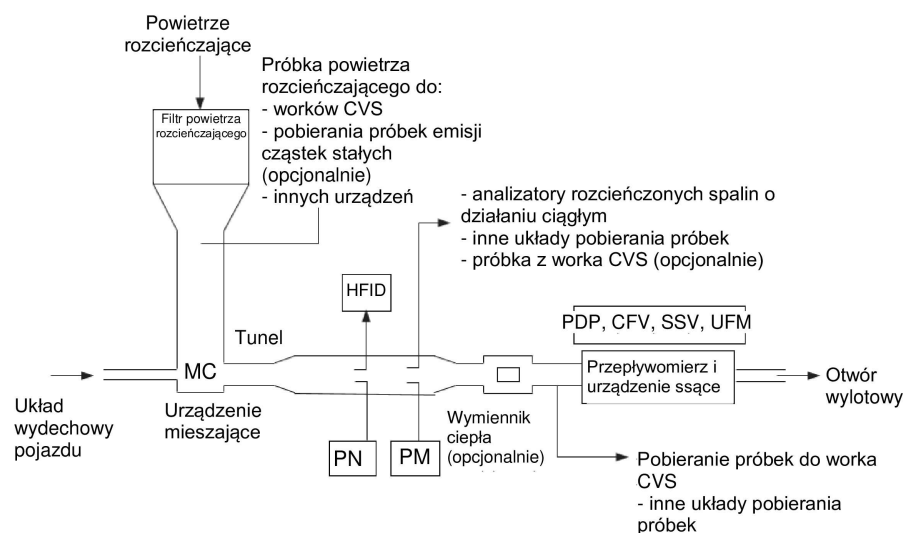 Powietrze
rozcieńczające
Próbka powietrza
rozcieńczającego do:
- worków CVS
- pobierania próbek emisji
cząstek stałych
(opcjonalnie)
- innych urządzeń
Filtr powietrza
rozcieńczającego
- analizatory rozcieńczonych spalin o
działaniu ciągłym
- inne układy pobierania próbek
- próbka z worka CVS (opcjonalnie)
HFID
Tunel
PDP, CFV, SSV, UFM
MC
Przepływomierz i
urządzenie ssące
Otwór
wylotowy
Układ
wydechowy
pojazdu
Urządzenie
mieszające
PN
PM
Wymiennik
ciepła
(opcjonalnie)
Pobieranie próbek do worka
CVS
- inne układy pobierania
próbek